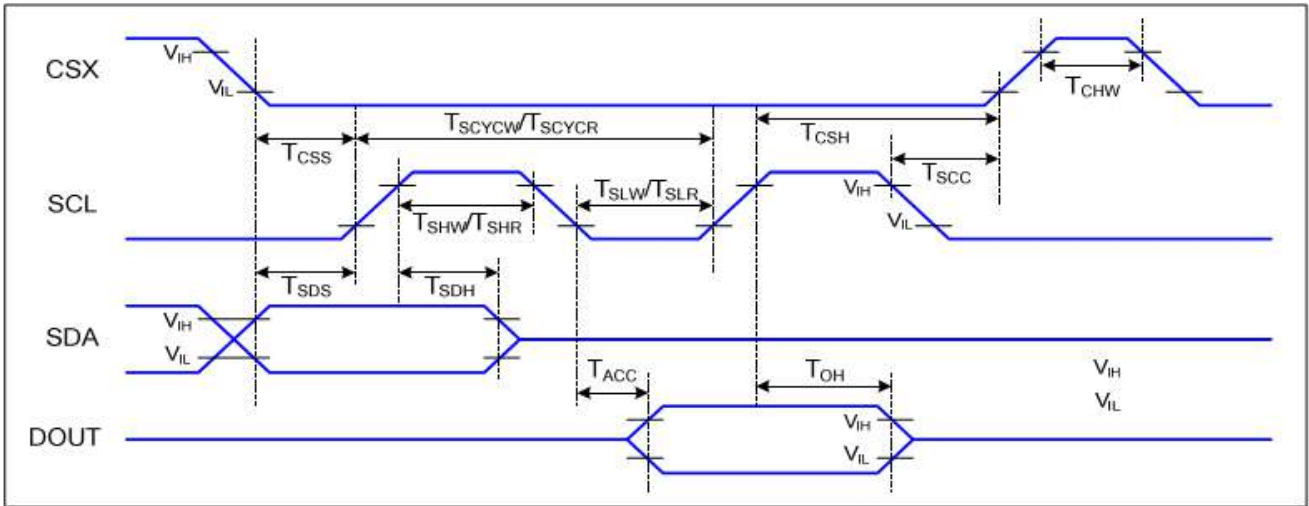 CSX
VIH
VIL
TCHW
TSCYCW/TSCYCR
TCSS
TCSH
TSCC
SCL
TSHW/TSHR
TSLW/TSLR
VIH
VIL
TSDS
TSDH
SDA
VIH
VIL
TACC
TOH
VIH
VIL
DOUT
VIH
VIL